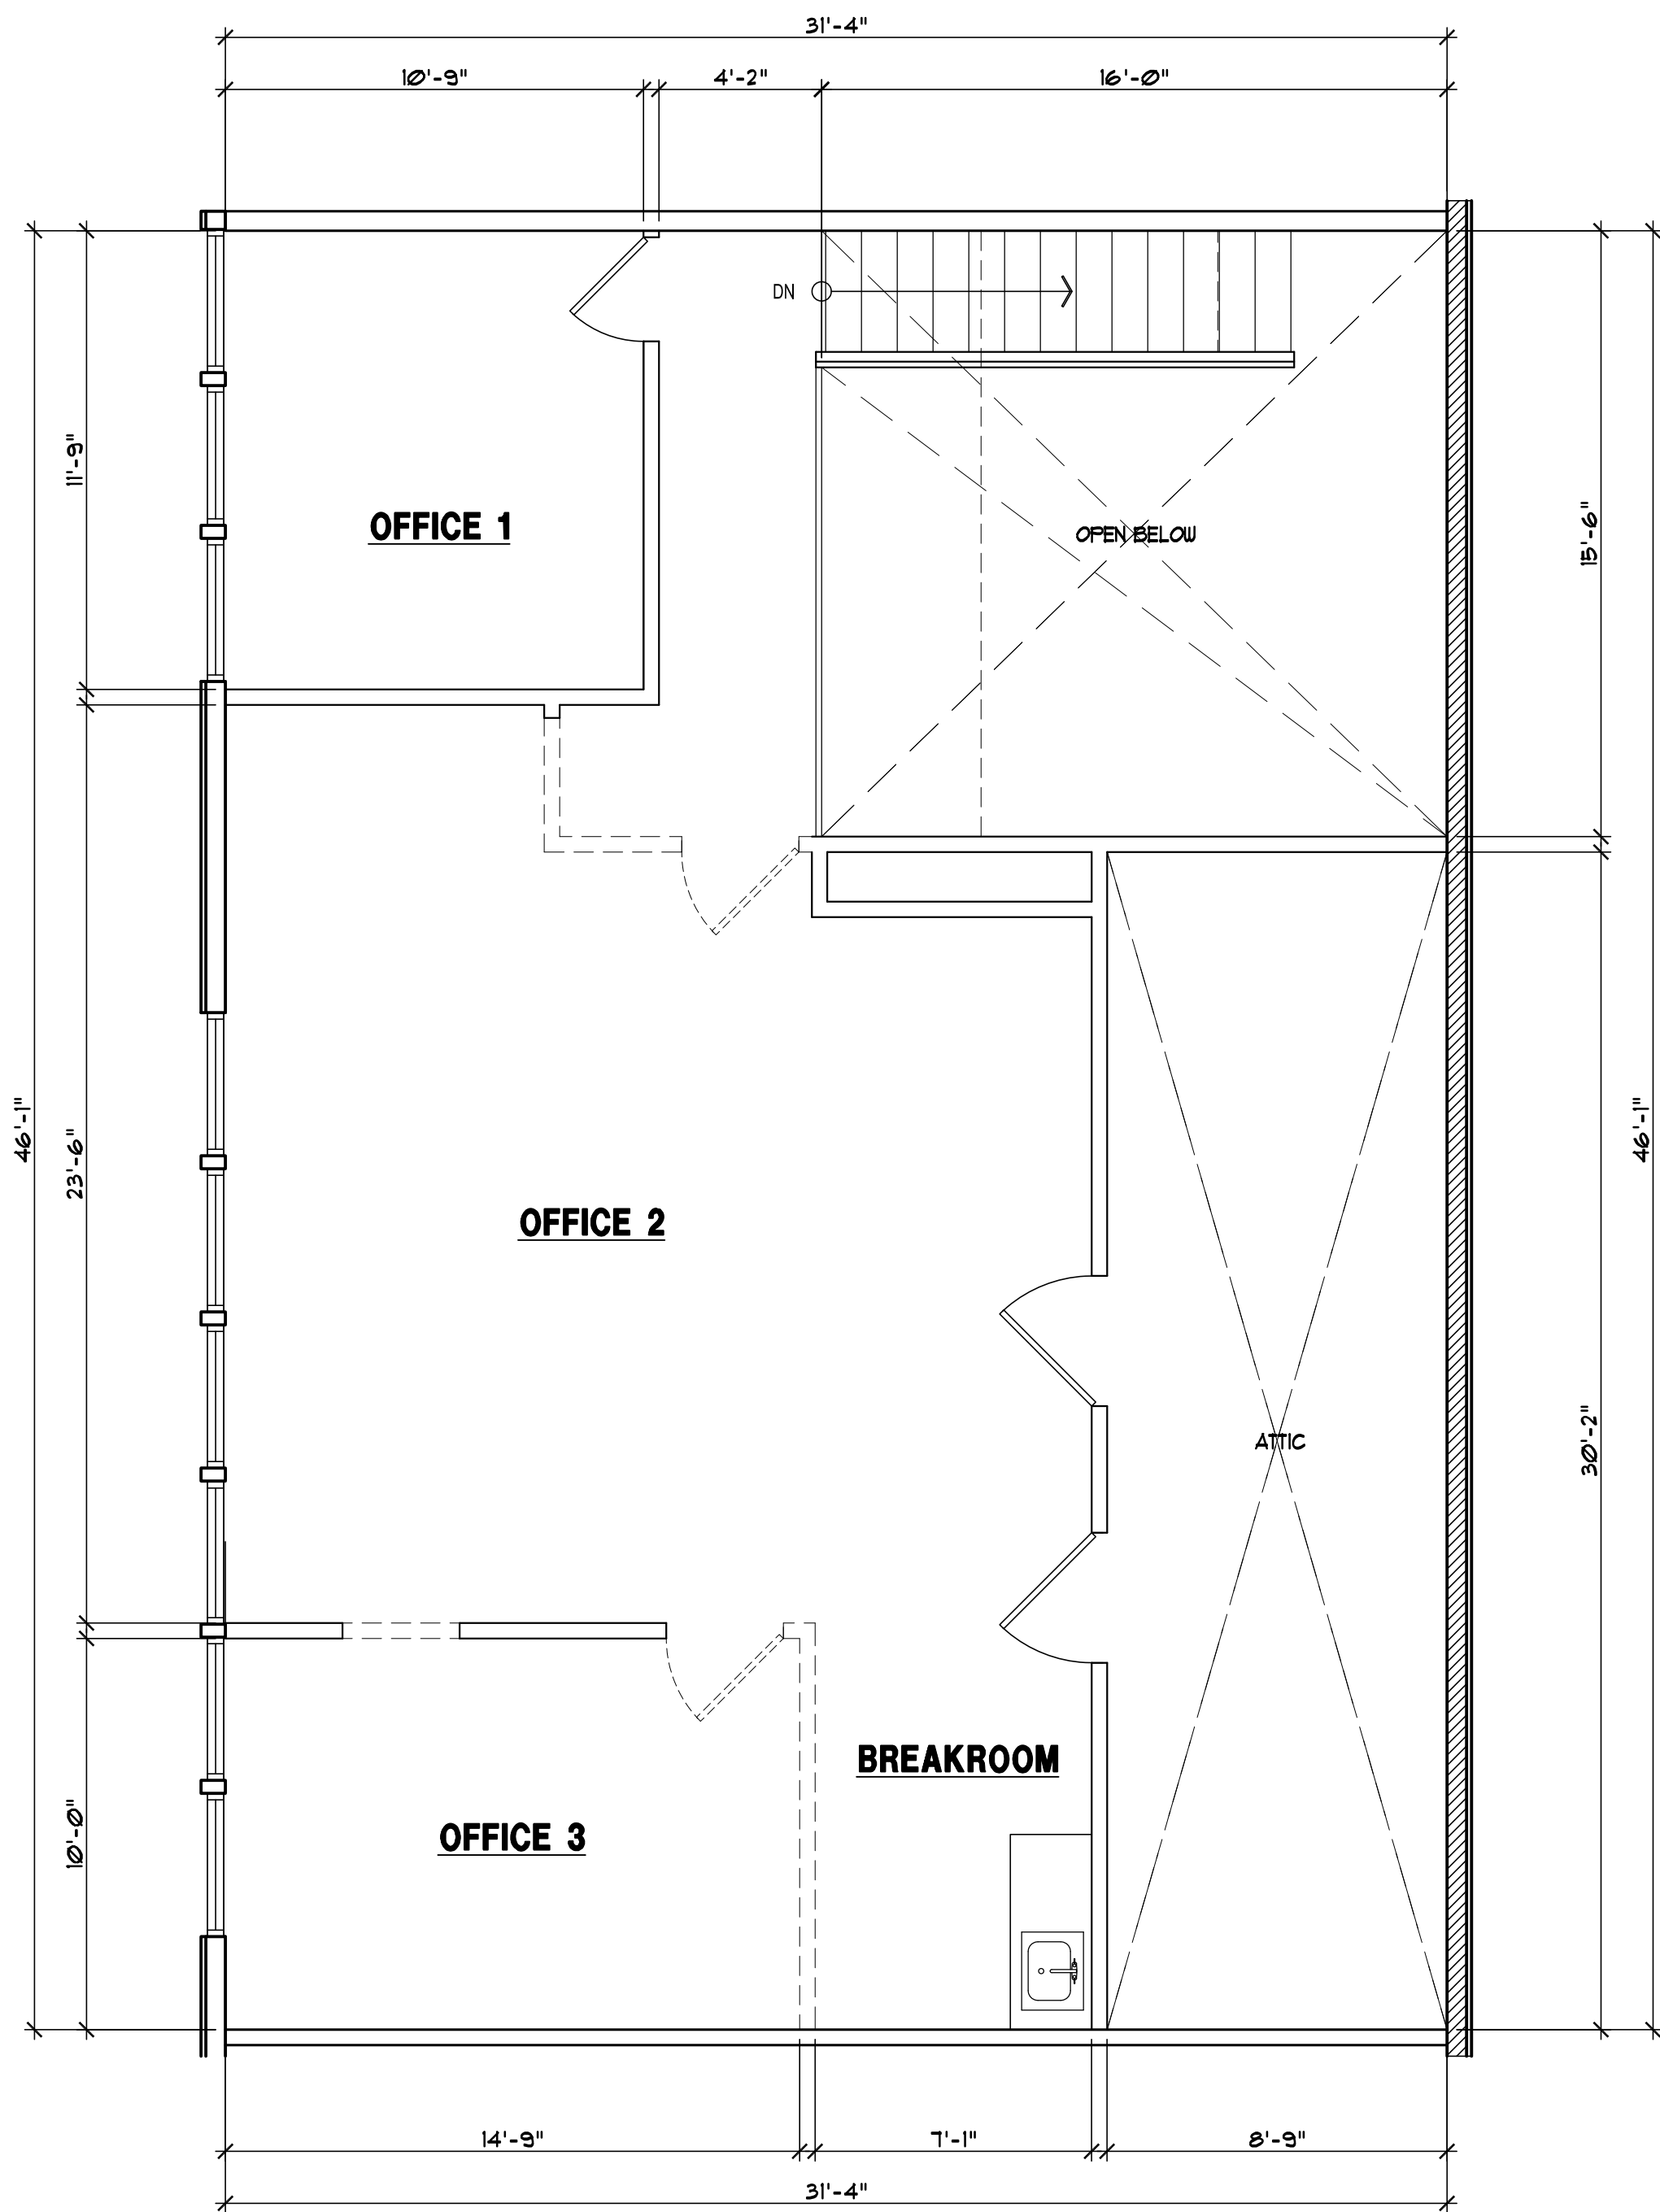 31'-4"
10'-9"
4'-2"
16'-0"
DN
11'-9"
OFFICE 1
OPEN BELOW
15'-6"
46'-1"
23'-6"
46'-1"
OFFICE 2
ATTIC
30'-2"
BREAKROOM
10'-0"
OFFICE 3
14'-9"
7'-1"
8'-9"
31'-4"